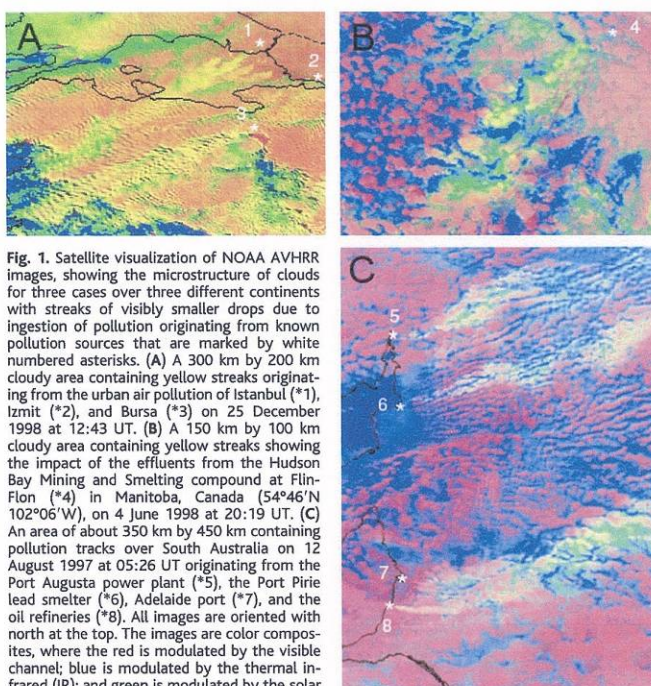 A
1
2
3
B
4
Fig. 1. Satellite visualization of NOAA AVHRR
images, showing the microstructure of clouds
for three cases over three different continents
with streaks of visibly smaller drops due to
ingestion of pollution originating from known
pollution sources that are marked by white
numbered asterisks. (A) A 300 km by 200 km
cloudy area containing yellow streaks originat-
ing from the urban air pollution of Istanbul (*1),
Izmit (*2), and Bursa (*3) on 25 December
1998 at 12:43 UT. (B) A 150 km by 100 km
cloudy area containing yellow streaks showing
the impact of the effluents from the Hudson
Bay Mining and Smelting compound at Flin-
Flon (*4) in Manitoba, Canada (54°46′N
102°06′W), on 4 June 1998 at 20:19 UT. (C)
An area of about 350 km by 450 km containing
pollution tracks over South Australia on 12
August 1997 at 05:26 UT originating from the
Port Augusta power plant (*5), the Port Pirie
lead smelter (*6), Adelaide port (*7), and the
oil refineries (*8). All images are oriented with
north at the top. The images are color compos-
ites, where the red is modulated by the visible
channel; blue is modulated by the thermal in-
frared (IR); and green is modulated by the solar
C
5
6
7
8